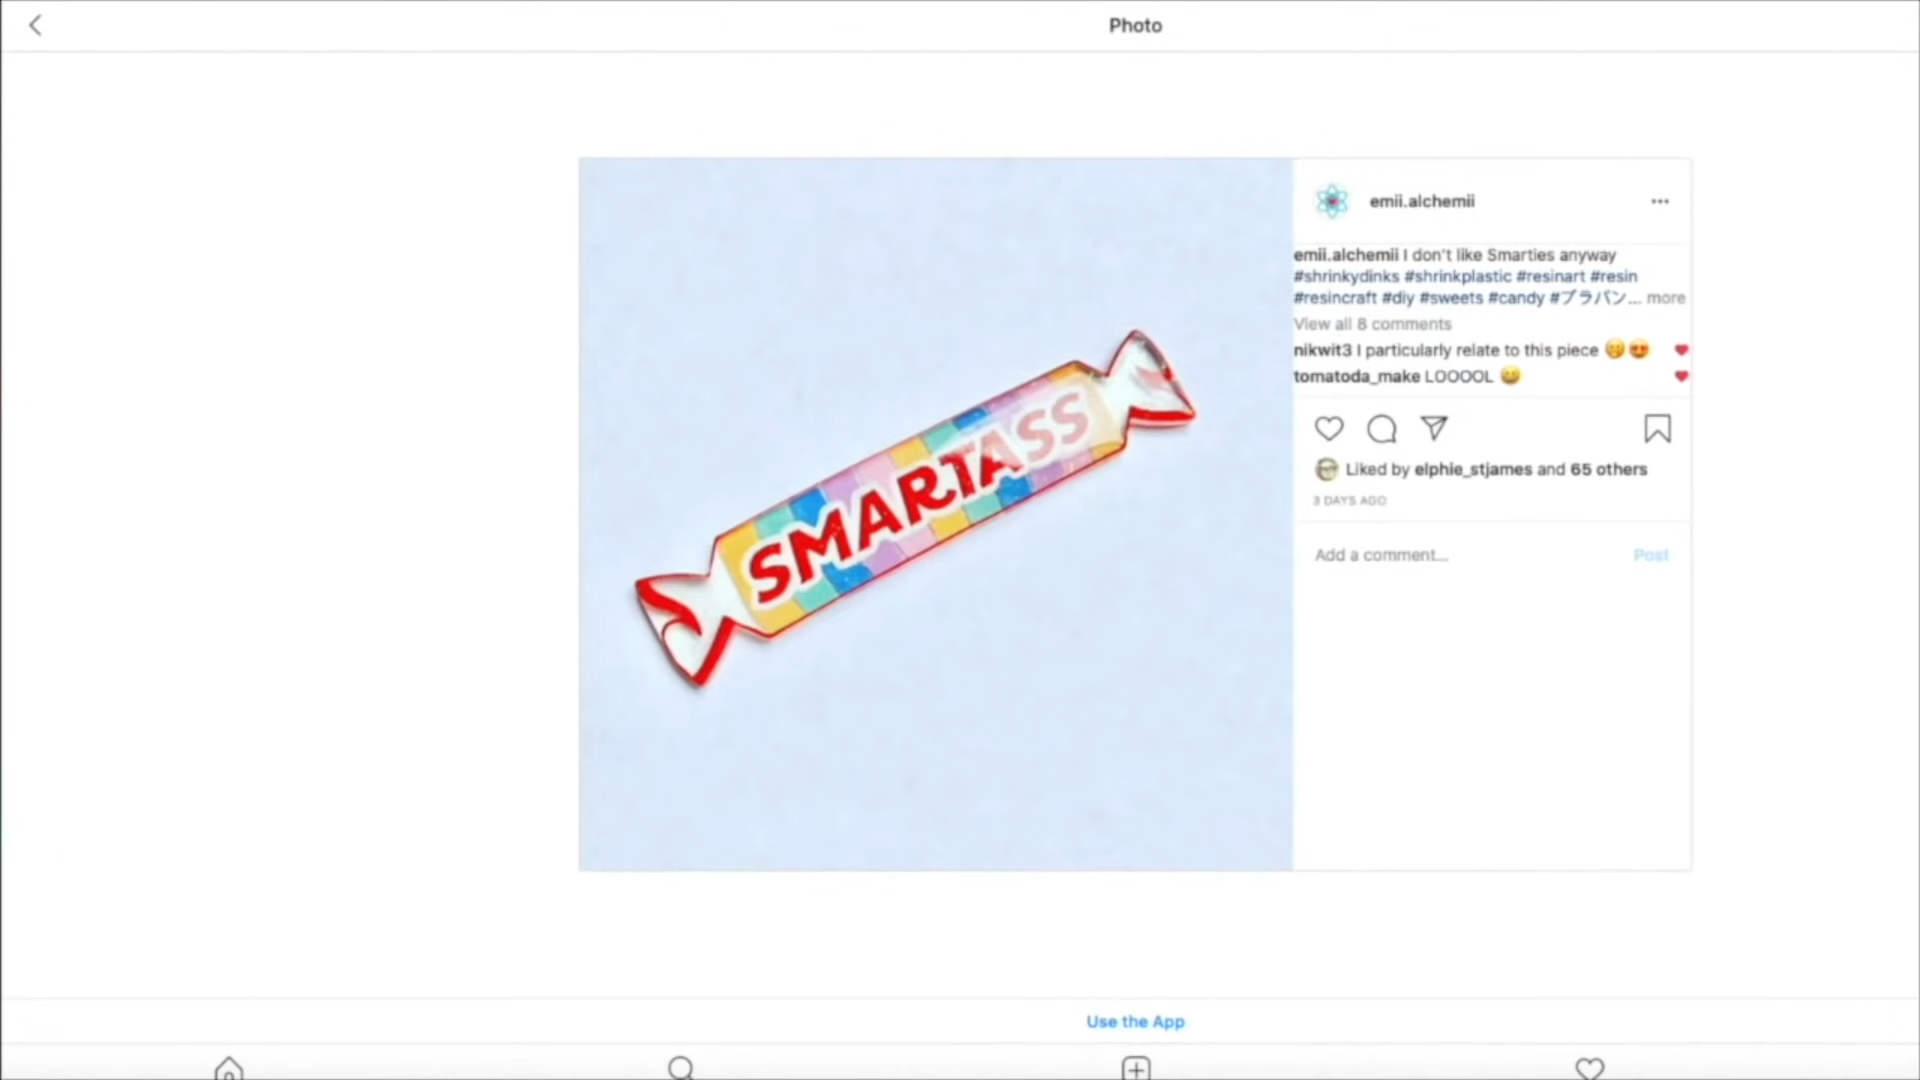 Photo
SMARTASS
emii.alchemii
emii.alchemii I don't like Smarties anyway
#shrinkydinks #shrinkplastic #resinart #resin
#resincraft #diy #sweets #candy #プラバン... more
View all 8 comments
nikwit3 I particularly relate to this piece 🤭😍
tomatoda_make LOOOOL 😆
Liked by elphie_stjames and 65 others
3 DAYS AGO
Add a comment... Post
Use the App